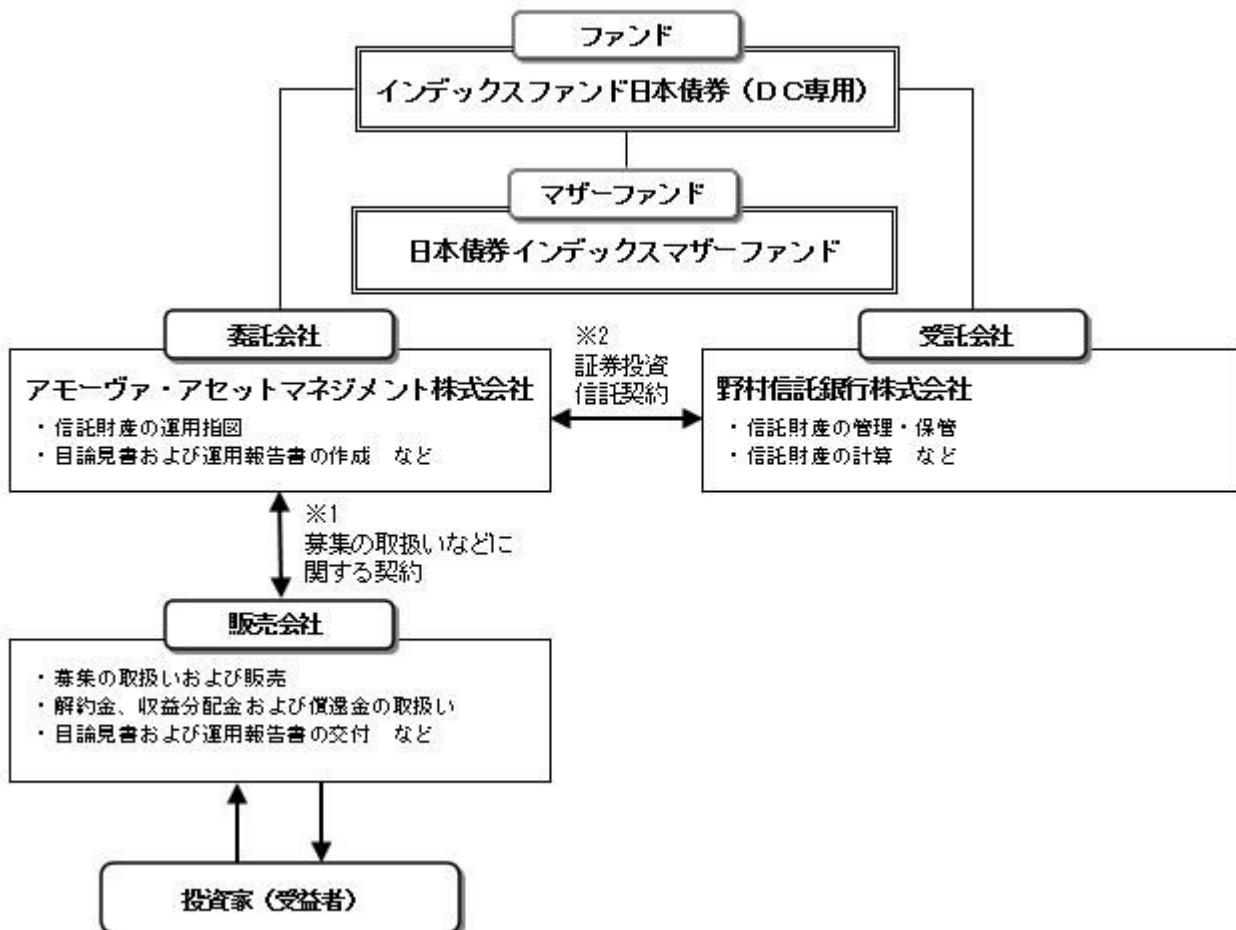 ファンド
インデックスファンド日本債券（ＤＣ専用）
マザーファンド
日本債券インデックスマザーファンド
委託会社
アモーヴァ・アセットマネジメント株式会社
・信託財産の運用指図
・目論見書および運用報告書の作成　など
※2
証券投資
信託契約
受託会社
野村信託銀行株式会社
・信託財産の管理・保管
・信託財産の計算　など
※1
募集の取扱いなどに
関する契約
販売会社
・募集の取扱いおよび販売
・解約金、収益分配金および償還金の取扱い
・目論見書および運用報告書の交付　など
投資家（受益者）